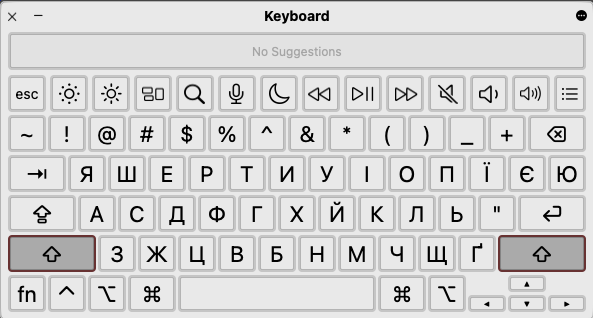 Keyboard
No Suggestions
esc
~ ! @ # $ % ^ & * ( ) _ +
Я Ш Е Р Т И У І О П Ї Є Ю
А С Д Ф Г Х Й К Л Ь "
З Ж Ц В Б Н М Ч Щ Ґ
fn